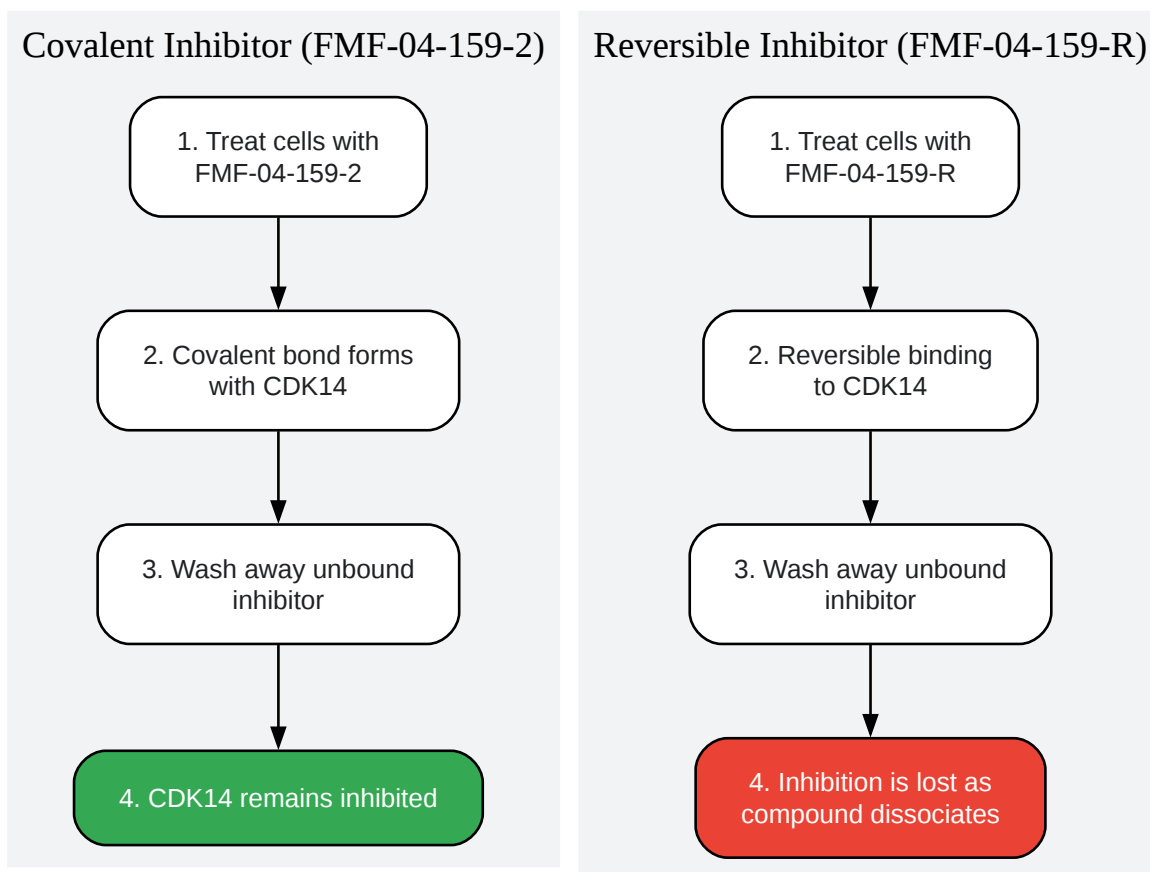 Covalent Inhibitor (FMF-04-159-2)
1. Treat cells with
FMF-04-159-2
2. Covalent bond forms
with CDK14
3. Wash away unbound
inhibitor
4. CDK14 remains inhibited
Reversible Inhibitor (FMF-04-159-R)
1. Treat cells with
FMF-04-159-R
2. Reversible binding
to CDK14
3. Wash away unbound
inhibitor
4. Inhibition is lost as
compound dissociates